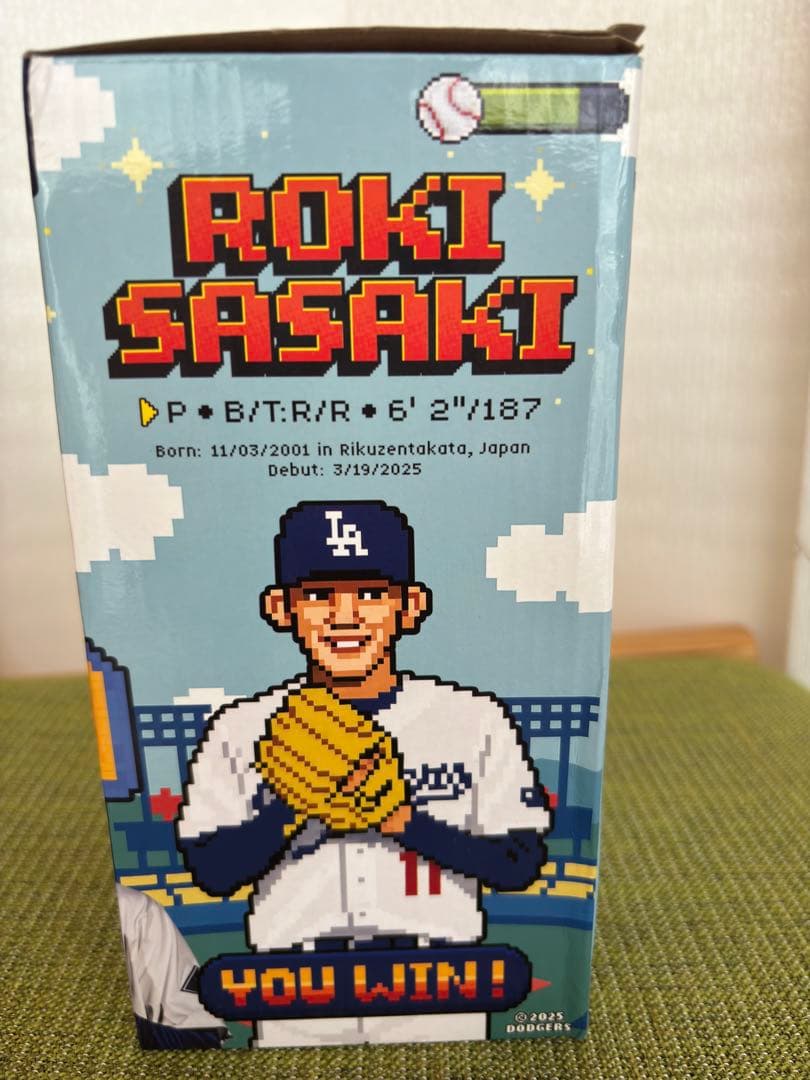 ROKI
SASAKI
P • B/T:R/R • 6' 2"/187
Born: 11/03/2001 in Rikuzentakata, Japan
Debut: 3/19/2025
LA
11
YOU WIN!
© 2025
DODGERS